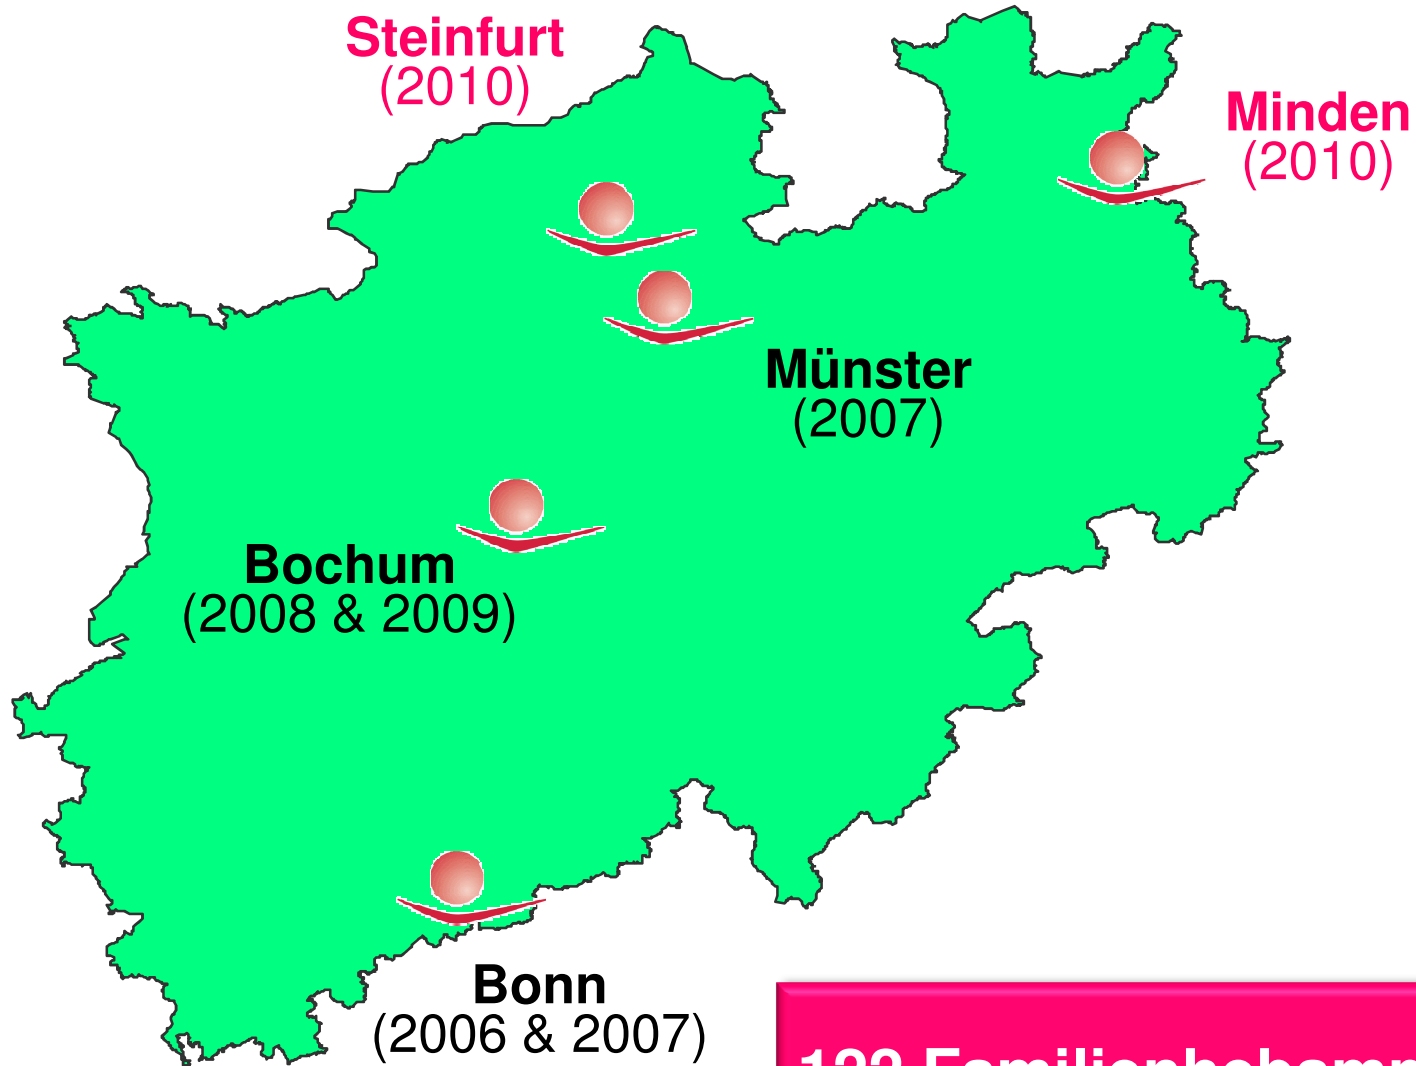 Steinfurt
(2010)
Minden
(2010)
Münster
(2007)
Bochum
(2008 & 2009)
Bonn
(2006 & 2007)